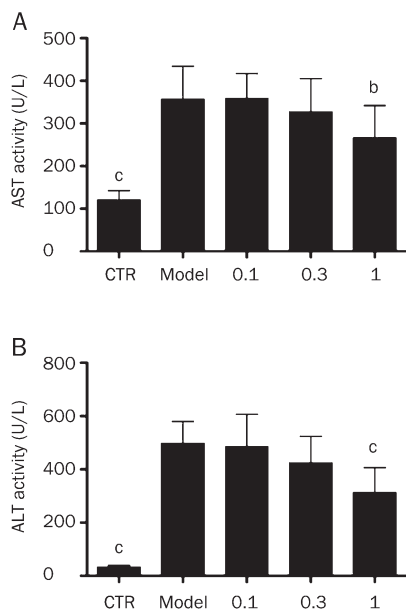 A
AST activity (U/L)
500
400
300
200
100
0
c
b
CTR Model 0.1 0.3 1
B
ALT activity (U/L)
800
600
400
200
0
c
c
CTR Model 0.1 0.3 1